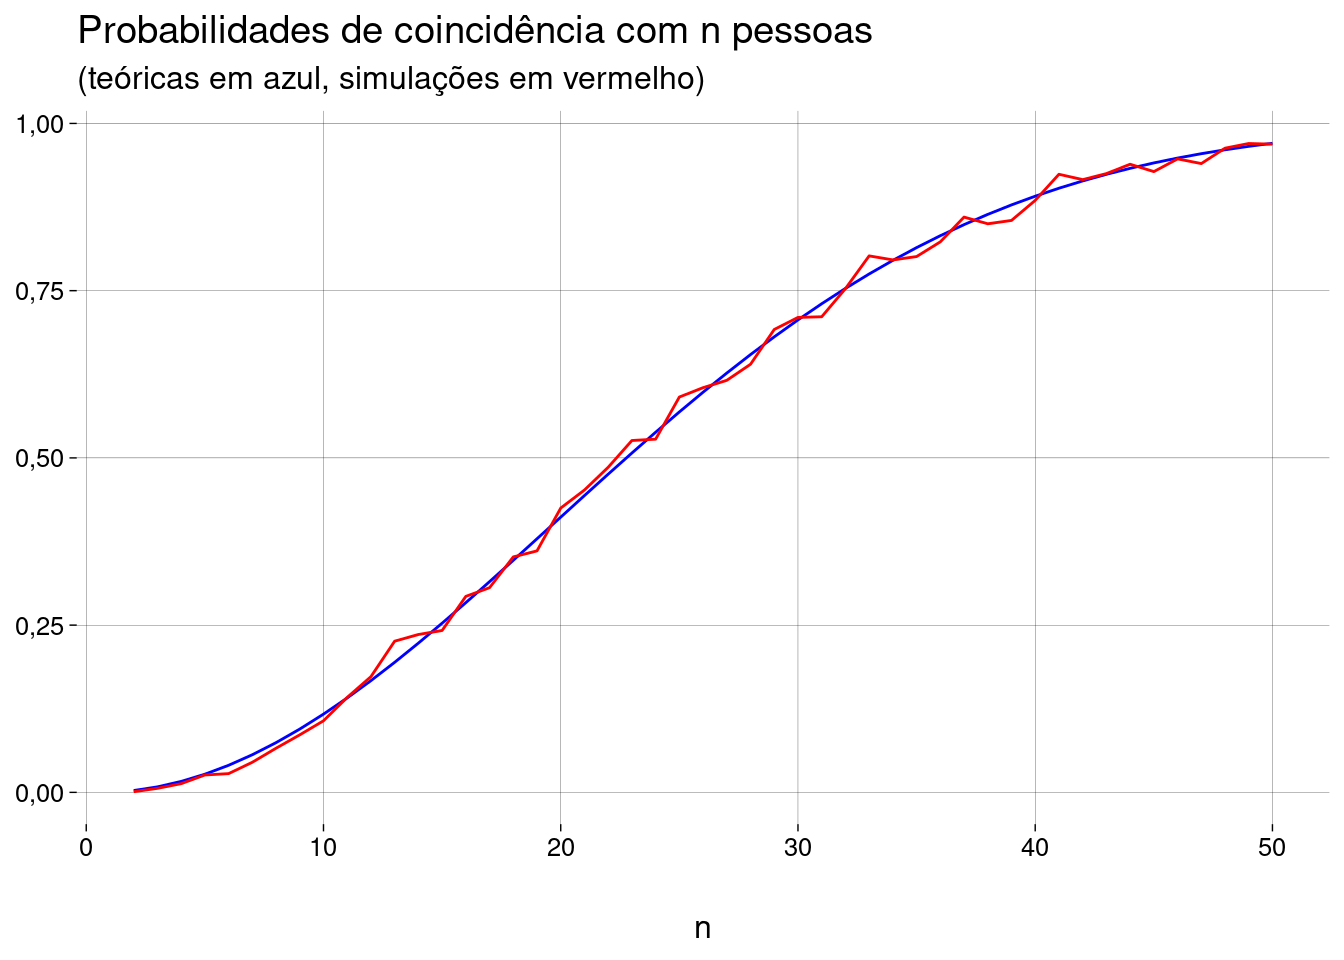 Probabilidades de coincidência com n pessoas
(teóricas em azul, simulações em vermelho)
1,00
0,75
0,50
0,25
0,00
0 10 20 30 40 50
n